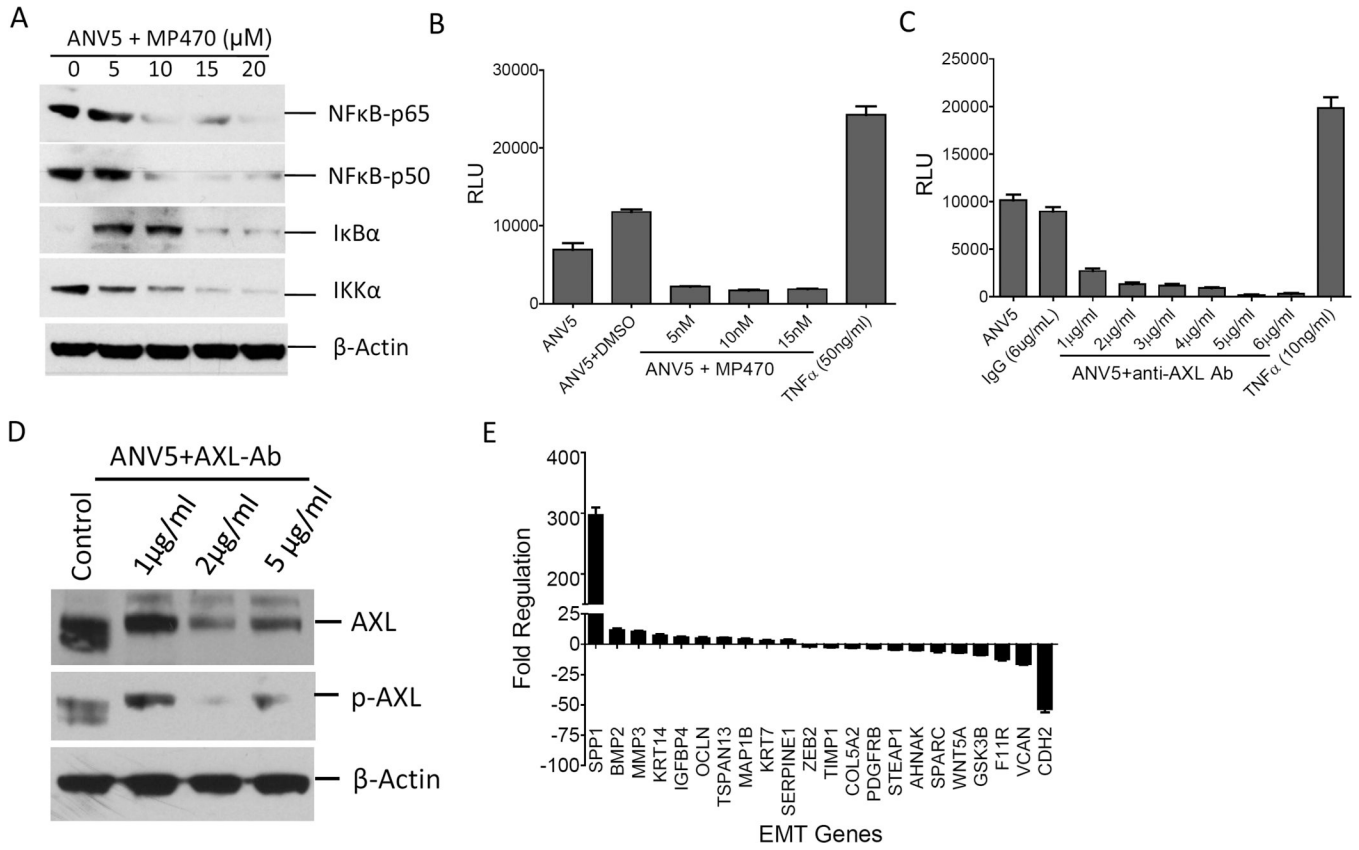 A
ANV5 + MP470 (µM)
0 5 10 15 20
NFκB-p65
NFκB-p50
IκBα
IKKα
β-Actin
B
RLU
30000
20000
10000
0
ANV5
ANV5+DMSO
5nM
10nM
15nM
TNFα (50ng/ml)
ANV5 + MP470
C
RLU
25000
20000
15000
10000
5000
0
ANV5
IgG (6ug/mL)
1µg/ml
2µg/ml
3µg/ml
4µg/ml
5µg/ml
6µg/ml
TNFα (10ng/ml)
ANV5+anti-AXL Ab
D
ANV5+AXL-Ab
Control
1µg/ml
2µg/ml
5 µg/ml
AXL
p-AXL
β-Actin
E
Fold Regulation
400
300
200
25
0
-25
-50
-75
-100
SPP1
BMP2
MMP3
KRT14
IGFBP4
OCLN
TSPAN13
MAP1B
KRT7
SERPINE1
ZEB2
TIMP1
COL5A2
PDGFRB
STEAP1
AHNAK
SPARC
WNT5A
GSK3B
F11R
VCAN
CDH2
EMT Genes